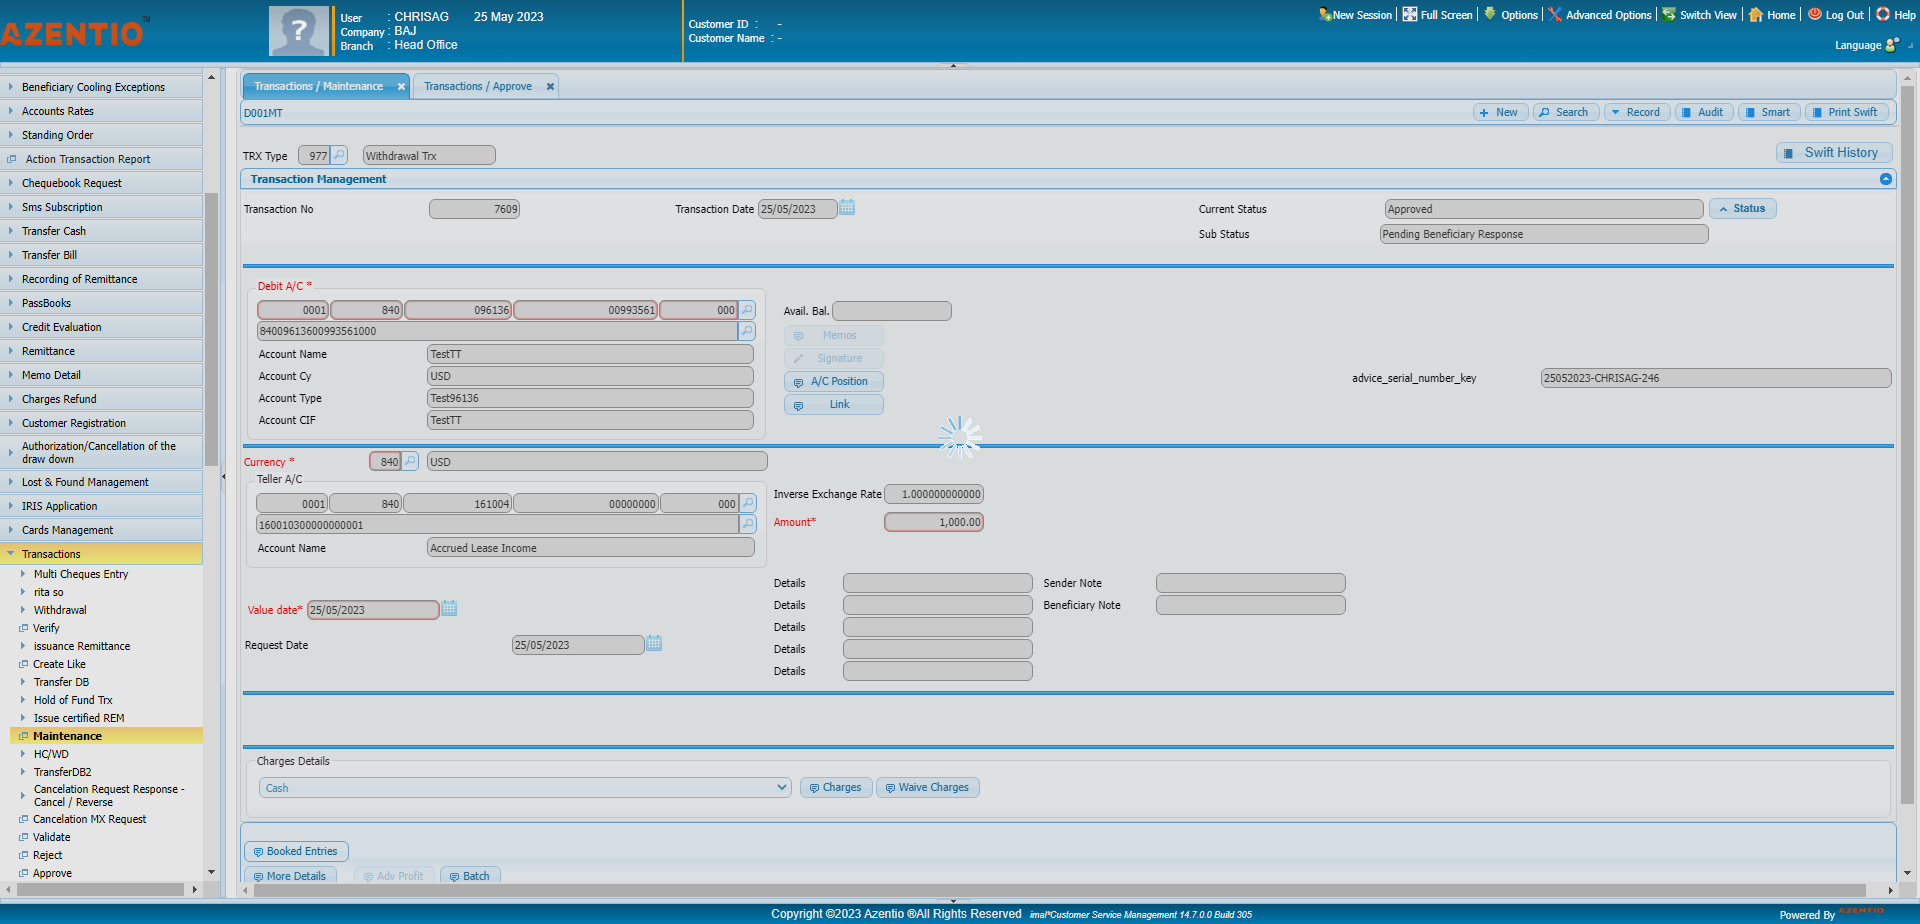 AZENTIO™
User : CHRISAG 25 May 2023
Company : BAJ
Branch : Head Office
Customer ID : -
Customer Name : -
New Session Full Screen Options Advanced Options Switch View Home Log Out Help
Language
Beneficiary Cooling Exceptions
Accounts Rates
Standing Order
Action Transaction Report
Chequebook Request
Sms Subscription
Transfer Cash
Transfer Bill
Recording of Remittance
PassBooks
Credit Evaluation
Remittance
Memo Detail
Charges Refund
Customer Registration
Authorization/Cancellation of the
draw down
Lost & Found Management
IRIS Application
Cards Management
Transactions
Multi Cheques Entry
rita so
Withdrawal
Verify
issuance Remittance
Create Like
Transfer DB
Hold of Fund Trx
Issue certified REM
Maintenance
HC/WD
TransferDB2
Cancelation Request Response -
Cancel / Reverse
Cancelation MX Request
Validate
Reject
Approve
Transactions / Maintenance Transactions / Approve
D001MT New Search Record Audit Smart Print Swift
TRX Type 977 Withdrawal Trx Swift History
Transaction Management
Transaction No 7609 Transaction Date 25/05/2023 Current Status Approved Status
Sub Status Pending Beneficiary Response
Debit A/C *
0001 840 096136 00993561 000 Avail. Bal.
84009613600993561000 Memos
Account Name TestTT Signature
Account Cy USD A/C Position advice_serial_number_key 25052023-CHRISAG-246
Account Type Test96136 Link
Account CIF TestTT
Currency * 840 USD
Teller A/C
0001 840 161004 00000000 000 Inverse Exchange Rate 1.000000000000
160010300000000001 Amount* 1,000.00
Account Name Accrued Lease Income
Details Sender Note
Value date* 25/05/2023 Details Beneficiary Note
Details
Request Date 25/05/2023 Details
Details
Charges Details
Cash Charges Waive Charges
Booked Entries
More Details Adv Profit Batch
Copyright ©2023 Azentio ®All Rights Reserved imal*Customer Service Management 14.7.0.0 Build 305
Powered By AZENTIO